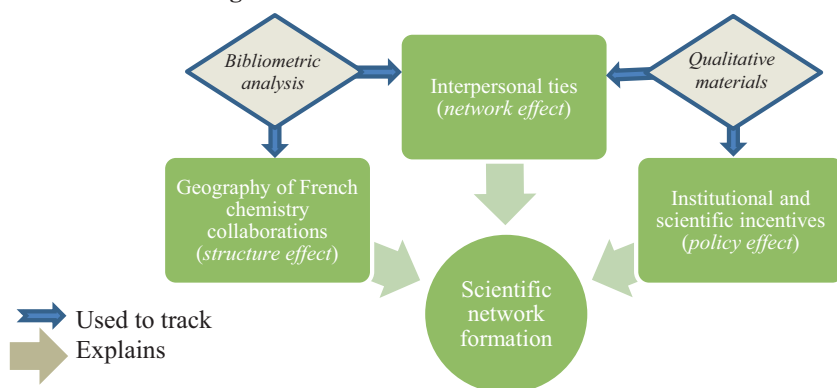 Bibliometric
analysis
Interpersonal ties
(network effect)
Qualitative
materials
Geography of French
chemistry
collaborations
(structure effect)
Institutional and
scientific incentives
(policy effect)
Scientific
network
formation
Used to track
Explains